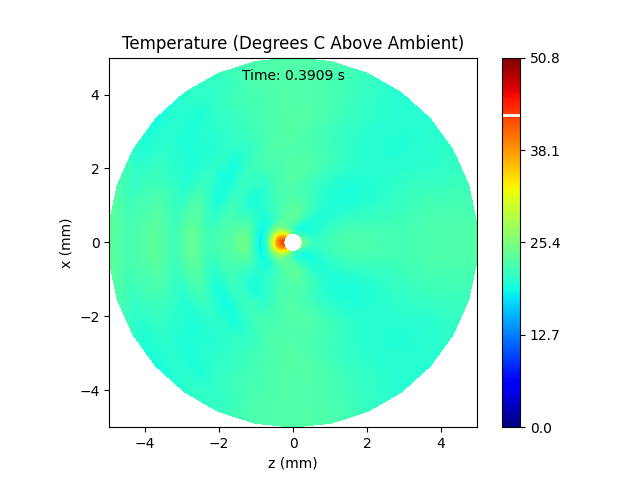 Temperature (Degrees C Above Ambient)
Time: 0.3909 s
50.8
38.1
25.4
12.7
0.0
4
2
0
−2
−4
x (mm)
−4 −2 0 2 4
z (mm)